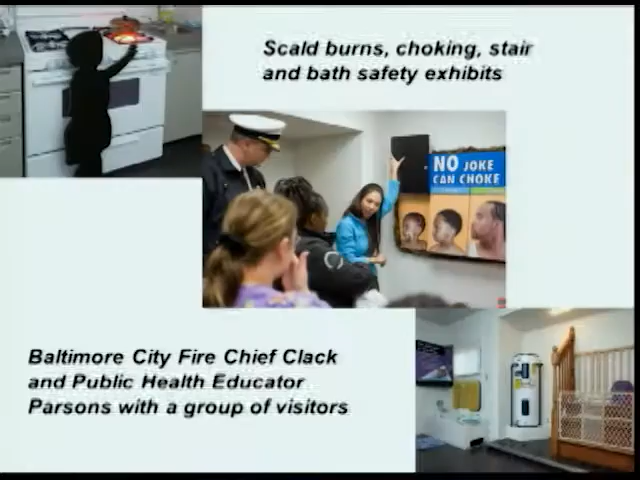 Scald burns, choking, stair
and bath safety exhibits
NO JOKE
CAN CHOKE
Baltimore City Fire Chief Clack
and Public Health Educator
Parsons with a group of visitors